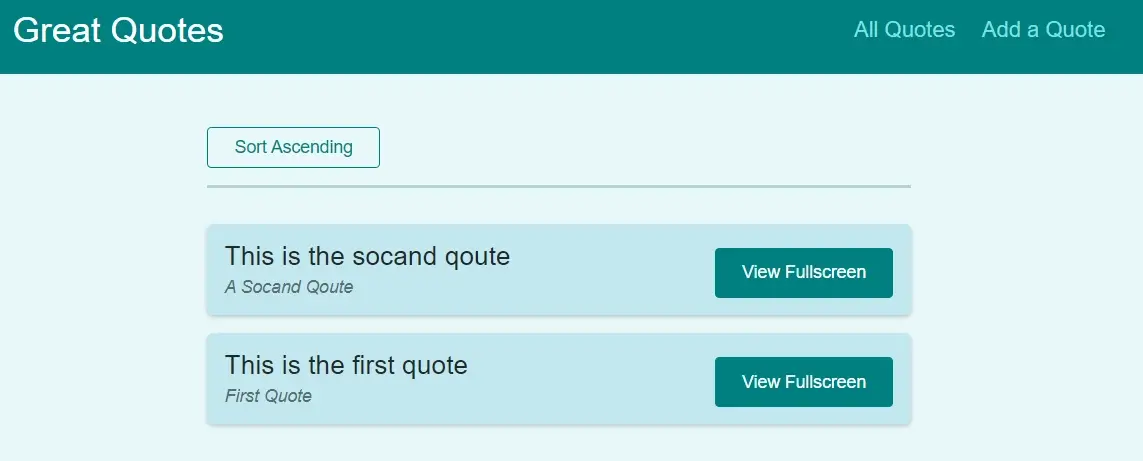 Great Quotes
All Quotes
Add a Quote
Sort Ascending
This is the socand qoute
A Socand Qoute
View Fullscreen
This is the first quote
First Quote
View Fullscreen